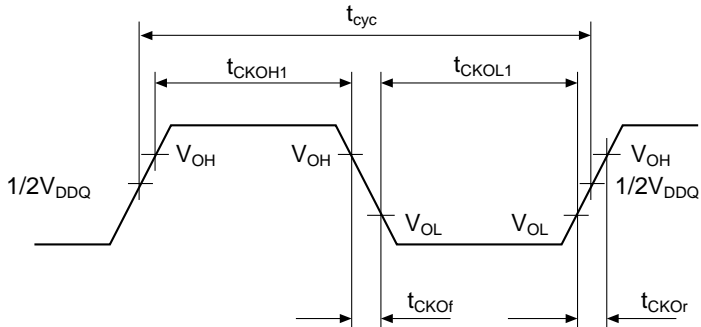 tcyc
tCKOH1 tCKOL1
VOH VOH VOH
1/2VDDQ 1/2VDDQ
VOL VOL
tCKOf tCKOr